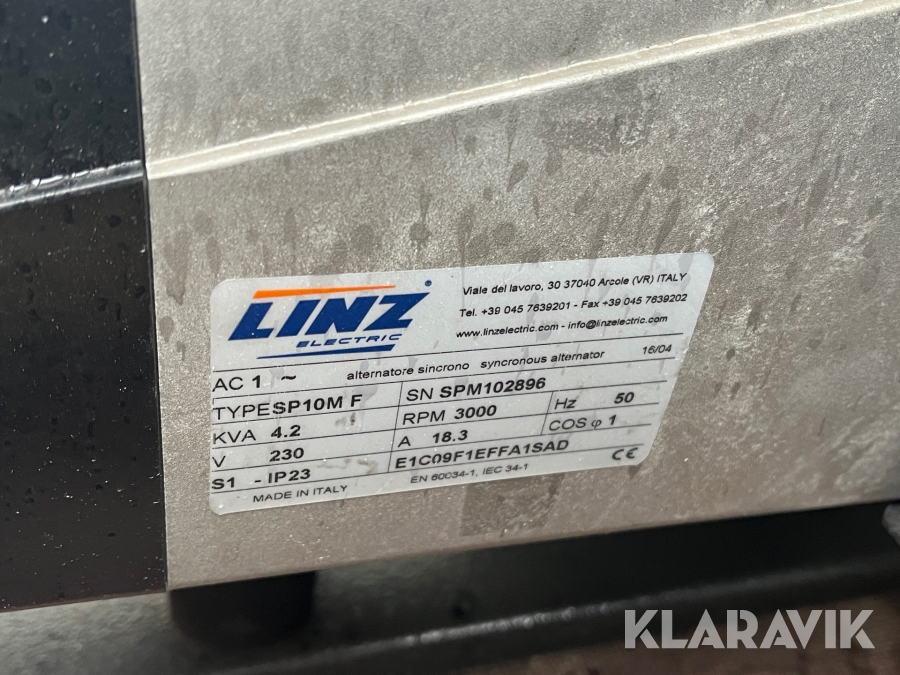 LINZ®
ELECTRIC
Viale del lavoro, 30 37040 Arcole (VR) ITALY
Tel. +39 045 7639201 - Fax +39 045 7639202
www.linzelectric.com - info@linzelectric.com
AC 1 ~ alternatore sincrono syncronous alternator 16/04
TYPE SP10M F SN SPM102896
KVA 4.2 RPM 3000 Hz 50
V 230 A 18.3 COS φ 1
S1 - IP23 E1C09F1EFFA1SAD
MADE IN ITALY EN 60034-1, IEC 34-1 CE
KLARAVIK